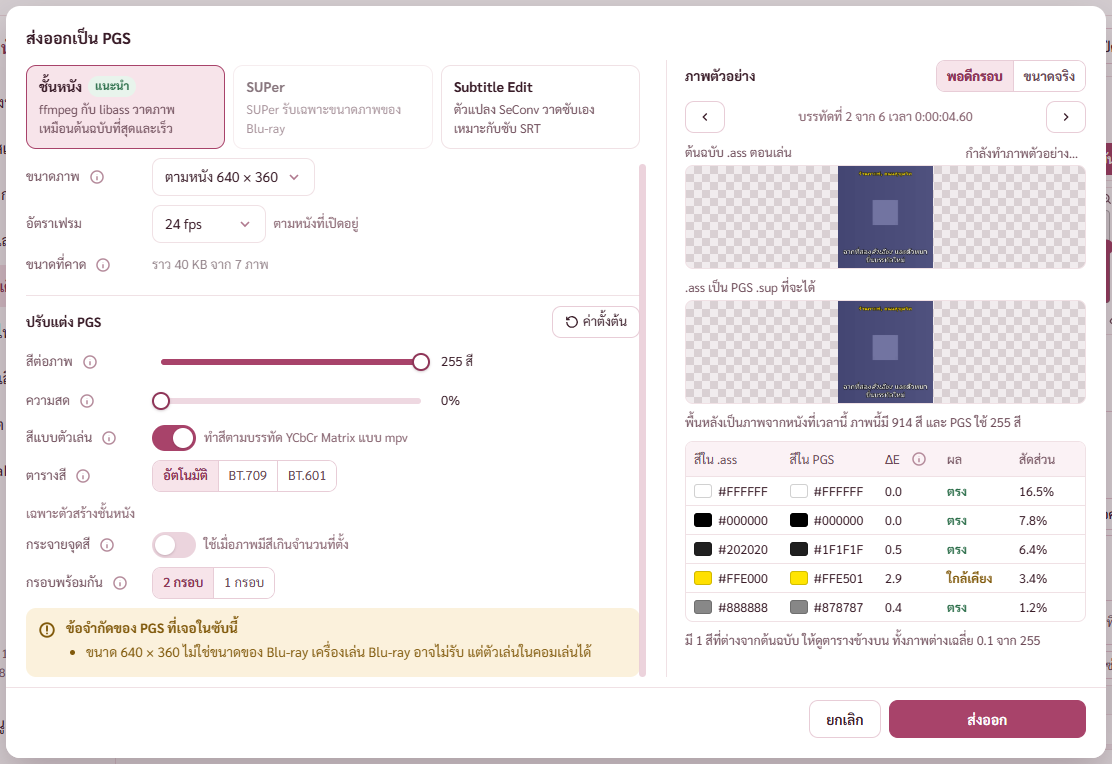 ส่งออกเป็น PGS
ชั้นหนัง แนะนำ
ffmpeg กับ libass วาดภาพ
เหมือนต้นฉบับที่สุดและเร็ว
SUPer
SUPer รับเฉพาะขนาดภาพของ
Blu-ray
Subtitle Edit
ตัวแปลง SeConv วาดซับเอง
เหมาะกับซับ SRT
ขนาดภาพ
ตามหนัง 640 × 360
อัตราเฟรม
24 fps
ตามหนังที่เปิดอยู่
ขนาดที่คาด
ราว 40 KB จาก 7 ภาพ
ปรับแต่ง PGS
ค่าตั้งต้น
สีต่อภาพ
255 สี
ความสด
0%
สีแบบตัวเล่น
ทำสีตามบรรทัด YCbCr Matrix แบบ mpv
ตารางสี
อัตโนมัติ BT.709 BT.601
เฉพาะตัวสร้างชั้นหนัง
กระจายจุดสี
ใช้เมื่อภาพมีสีเกินจำนวนที่ตั้ง
กรอบพร้อมกัน
2 กรอบ 1 กรอบ
ข้อจำกัดของ PGS ที่เจอในซับนี้
• ขนาด 640 × 360 ไม่ใช่ขนาดของ Blu-ray เครื่องเล่น Blu-ray อาจไม่รับ แต่ตัวเล่นในคอมเล่นได้
ภาพตัวอย่าง
พอดีกรอบ ขนาดจริง
บรรทัดที่ 2 จาก 6 เวลา 0:00:04.60
ต้นฉบับ .ass ตอนเล่น
กำลังทำภาพตัวอย่าง...
.ass เป็น PGS .sup ที่จะได้
พื้นหลังเป็นภาพจากหนังที่เวลานี้ ภาพนี้มี 914 สี และ PGS ใช้ 255 สี
สีใน .ass สีใน PGS ΔE ผล สัดส่วน
#FFFFFF #FFFFFF 0.0 ตรง 16.5%
#000000 #000000 0.0 ตรง 7.8%
#202020 #1F1F1F 0.5 ตรง 6.4%
#FFE000 #FFE501 2.9 ใกล้เคียง 3.4%
#888888 #878787 0.4 ตรง 1.2%
มี 1 สีที่ต่างจากต้นฉบับ ให้ดูตารางข้างบน ทั้งภาพต่างเฉลี่ย 0.1 จาก 255
ยกเลิก
ส่งออก